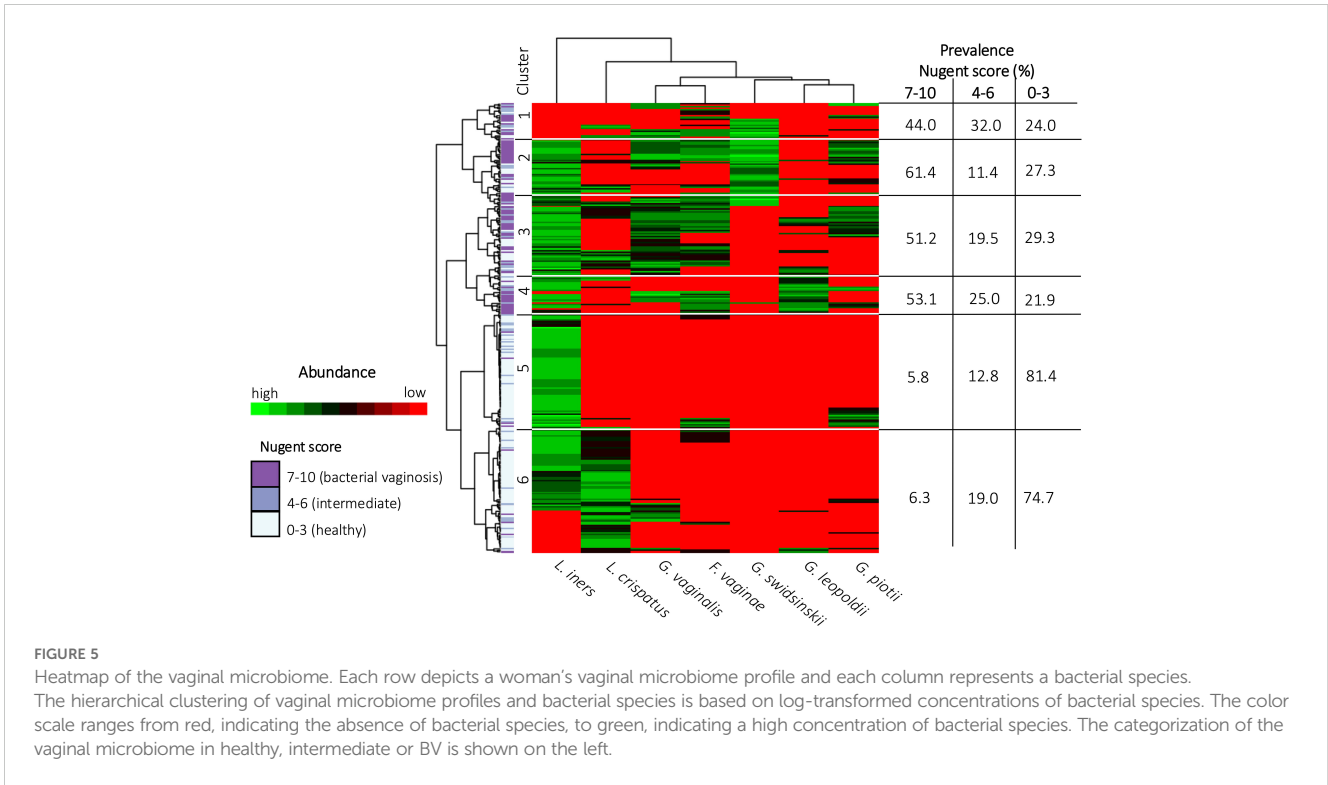 Prevalence
Nugent score (%)
Cluster
7-10 4-6 0-3
1 44.0 32.0 24.0
2 61.4 11.4 27.3
3 51.2 19.5 29.3
4 53.1 25.0 21.9
5 5.8 12.8 81.4
6 6.3 19.0 74.7
Abundance
high low
Nugent score
7-10 (bacterial vaginosis)
4-6 (intermediate)
0-3 (healthy)
L. iners
L. crispatus
G. vaginalis
F. vaginae
G. swidsinskii
G. leopoldii
G. piotii
FIGURE 5
Heatmap of the vaginal microbiome. Each row depicts a woman's vaginal microbiome profile and each column represents a bacterial species.
The hierarchical clustering of vaginal microbiome profiles and bacterial species is based on log-transformed concentrations of bacterial species. The color
scale ranges from red, indicating the absence of bacterial species, to green, indicating a high concentration of bacterial species. The categorization of the
vaginal microbiome in healthy, intermediate or BV is shown on the left.